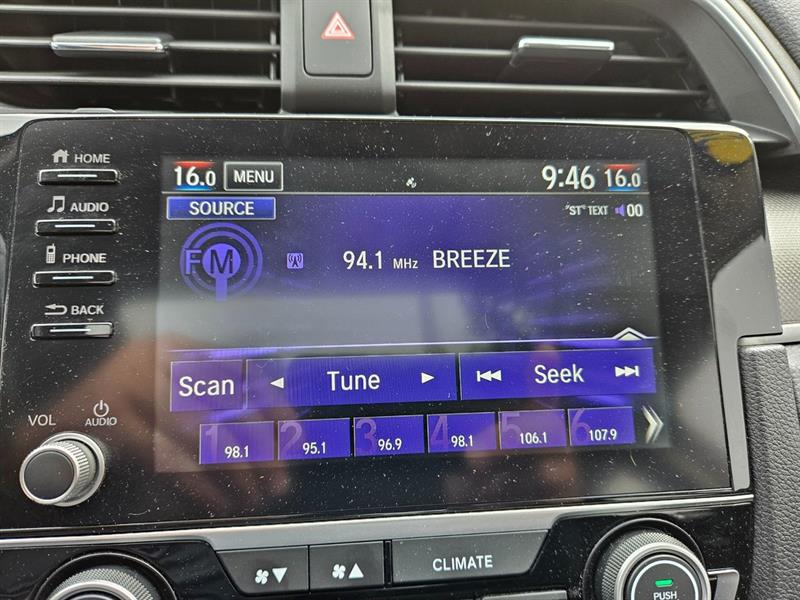 HOME
AUDIO
PHONE
BACK
VOL
AUDIO
16.0 MENU 9:46 16.0
SOURCE "ST" TEXT 00
FM 94.1 MHz BREEZE
Scan Tune Seek
1 98.1 2 95.1 3 96.9 4 98.1 5 106.1 6 107.9
CLIMATE
PUSH